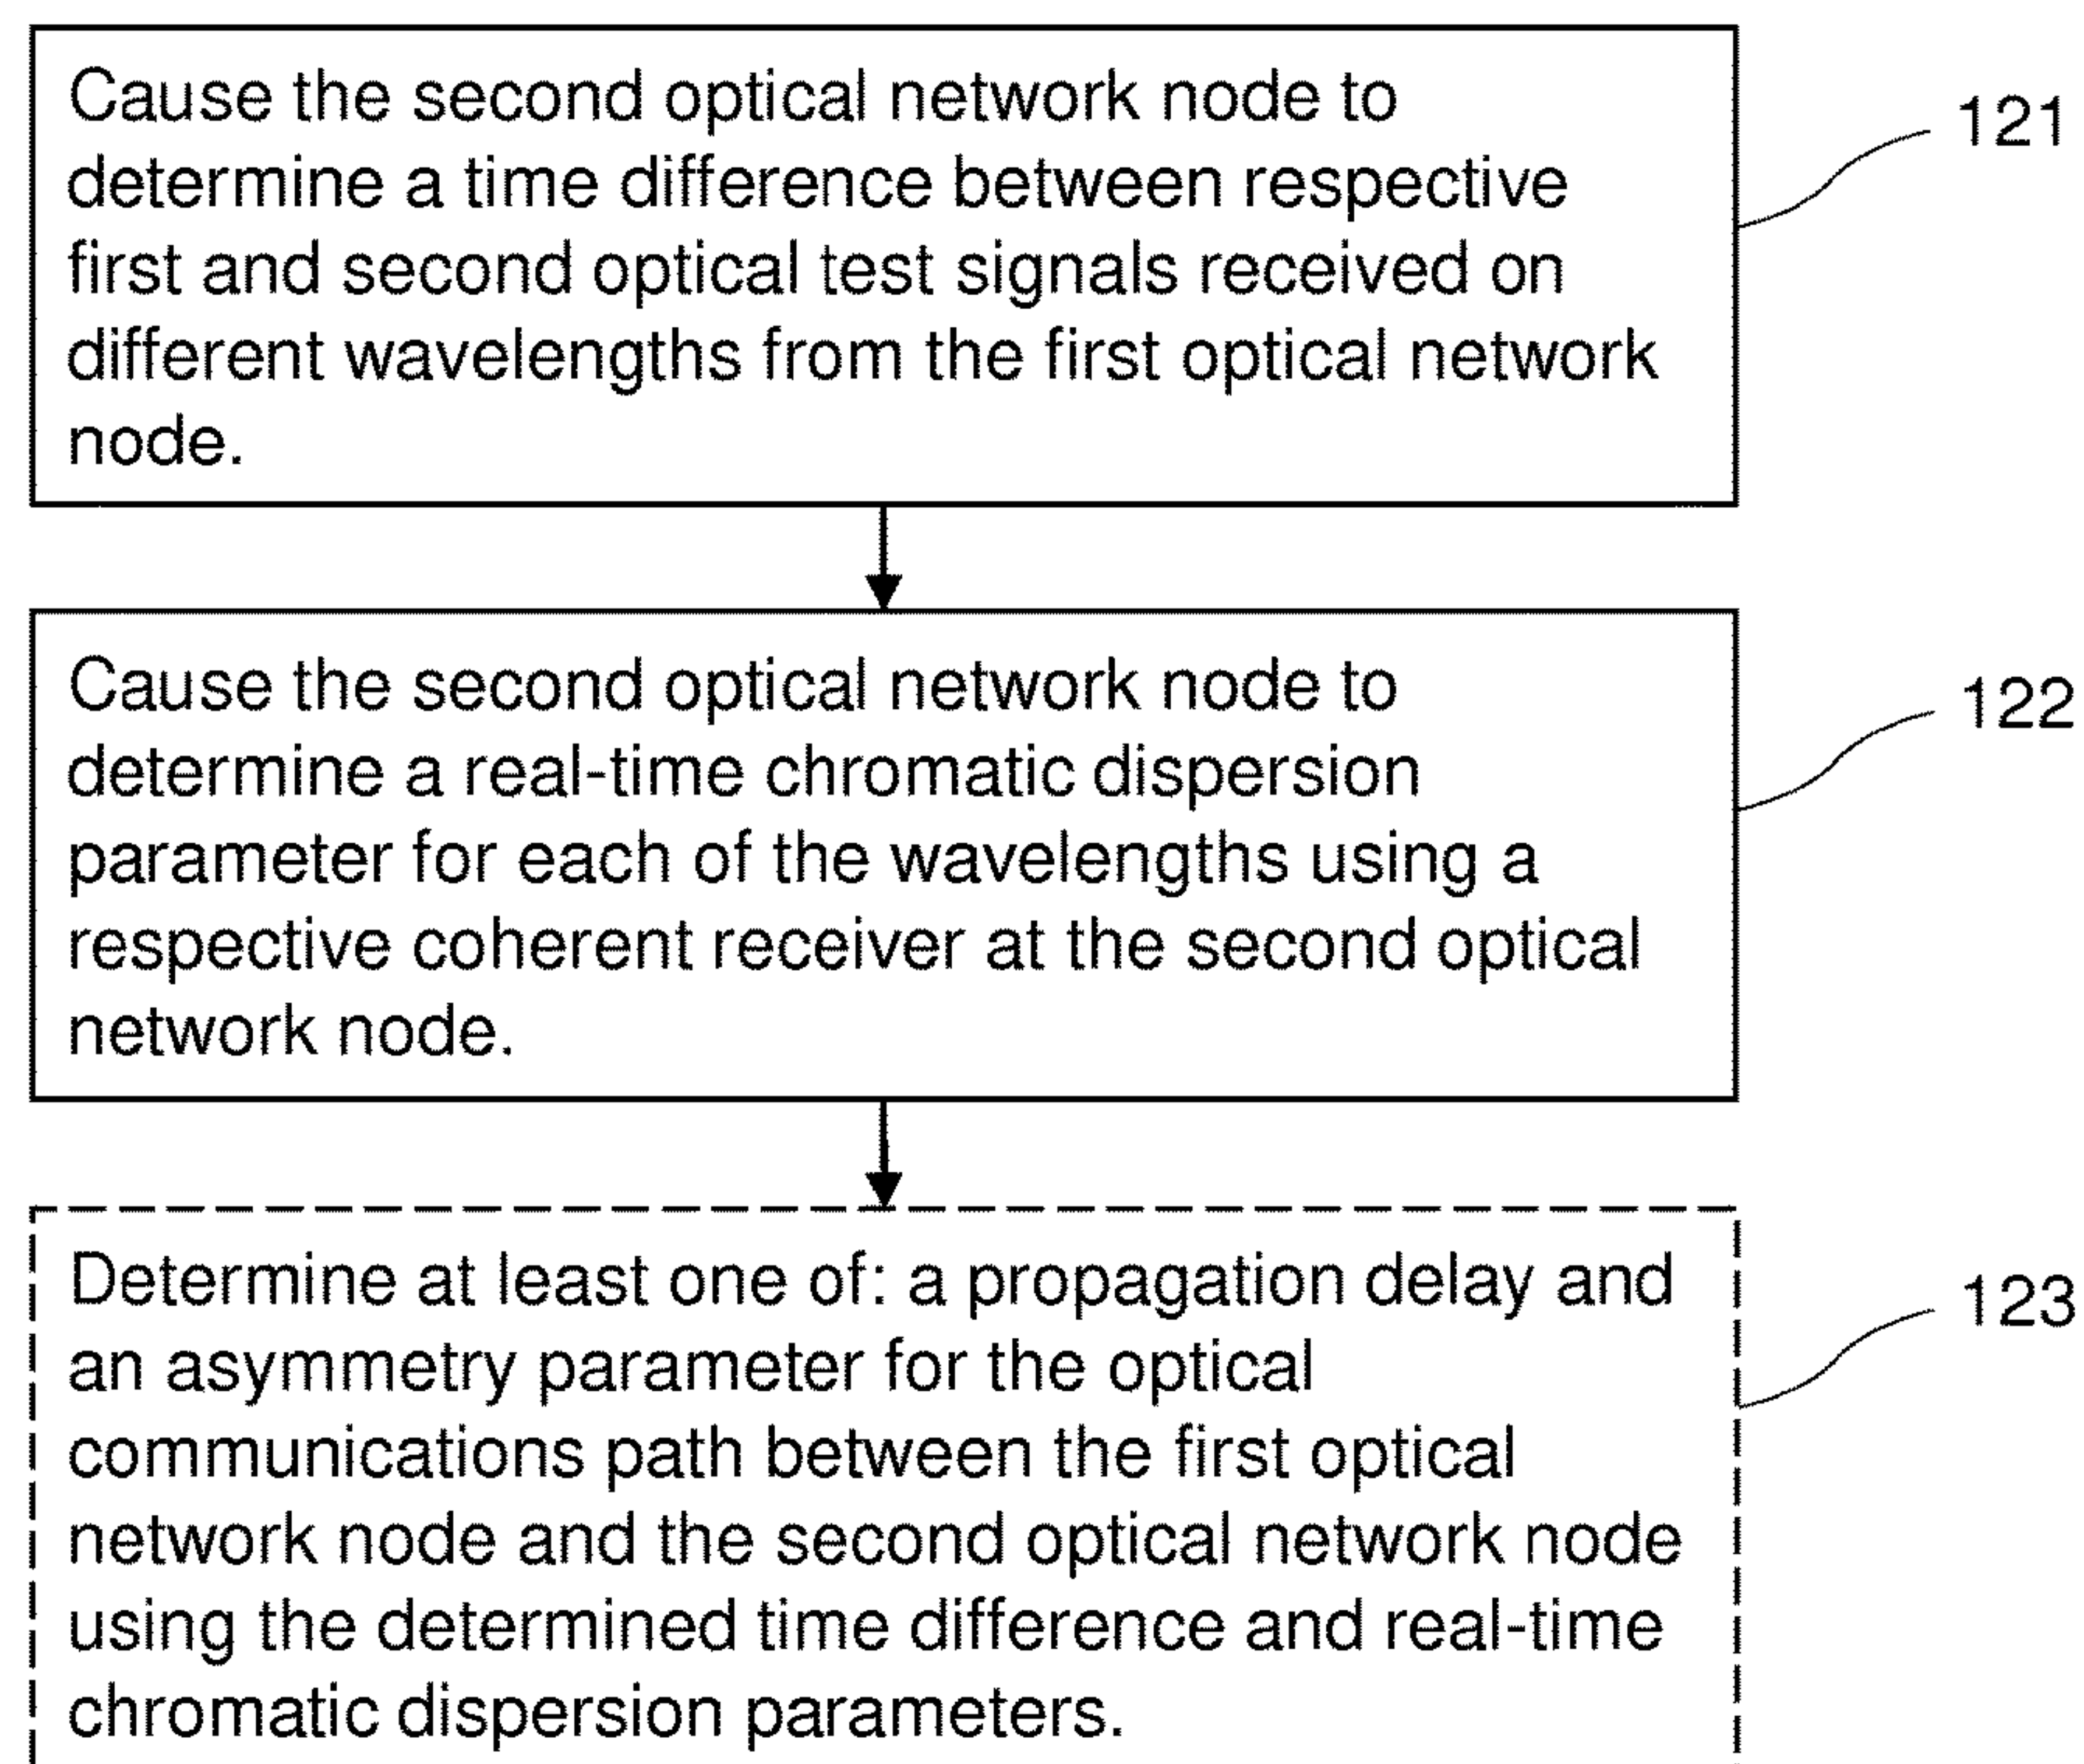 Cause the second optical network node to
determine a time difference between respective
first and second optical test signals received on
different wavelengths from the first optical network
node.
121
Cause the second optical network node to
determine a real-time chromatic dispersion
parameter for each of the wavelengths using a
respective coherent receiver at the second optical
network node.
122
Determine at least one of: a propagation delay and
an asymmetry parameter for the optical
communications path between the first optical
network node and the second optical network node
using the determined time difference and real-time
chromatic dispersion parameters.
123